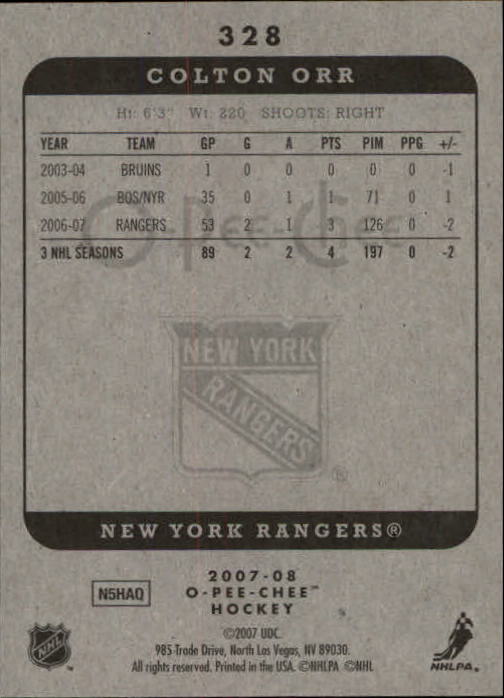 328
COLTON ORR
Ht: 6'3" Wt: 220 SHOOTS: RIGHT
YEAR TEAM GP G A PTS PIM PPG +/-
2003-04 BRUINS 1 0 0 0 0 0 -1
2005-06 BOS/NYR 35 0 1 1 71 0 1
2006-07 RANGERS 53 2 1 3 126 0 -2
3 NHL SEASONS 89 2 2 4 197 0 -2
O-Pee-Chee
NEW YORK
RANGERS
®
NEW YORK RANGERS®
2007-08
N5HAQ O-PEE-CHEE™
HOCKEY
©2007 UDC.
985 Trade Drive, North Las Vegas, NV 89030.
All rights reserved. Printed in the USA. ©NHLPA ©NHL
NHL
NHLPA.